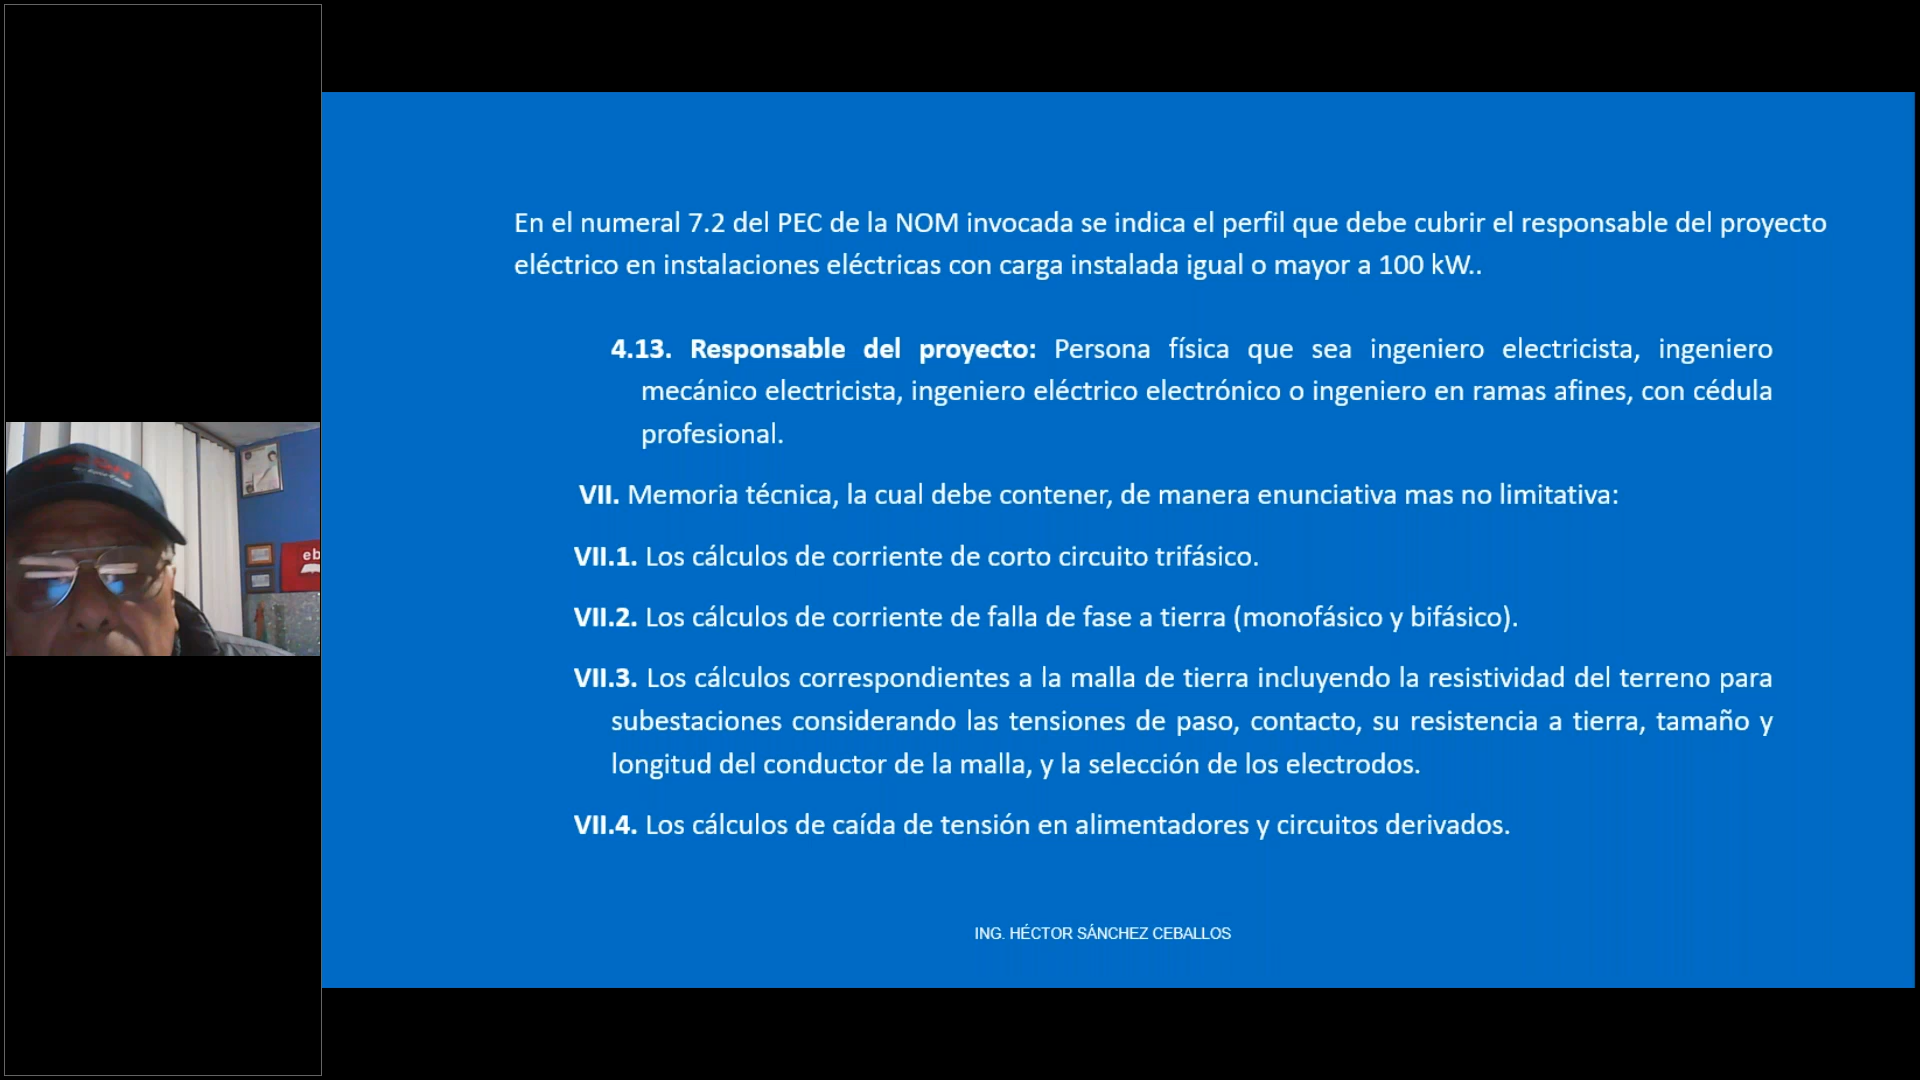 En el numeral 7.2 del PEC de la NOM invocada se indica el perfil que debe cubrir el responsable del proyecto
eléctrico en instalaciones eléctricas con carga instalada igual o mayor a 100 kW..
4.13. Responsable del proyecto: Persona física que sea ingeniero electricista, ingeniero
mecánico electricista, ingeniero eléctrico electrónico o ingeniero en ramas afines, con cédula
profesional.
VII. Memoria técnica, la cual debe contener, de manera enunciativa mas no limitativa:
VII.1. Los cálculos de corriente de corto circuito trifásico.
VII.2. Los cálculos de corriente de falla de fase a tierra (monofásico y bifásico).
VII.3. Los cálculos correspondientes a la malla de tierra incluyendo la resistividad del terreno para
subestaciones considerando las tensiones de paso, contacto, su resistencia a tierra, tamaño y
longitud del conductor de la malla, y la selección de los electrodos.
VII.4. Los cálculos de caída de tensión en alimentadores y circuitos derivados.
ING. HÉCTOR SÁNCHEZ CEBALLOS
eb